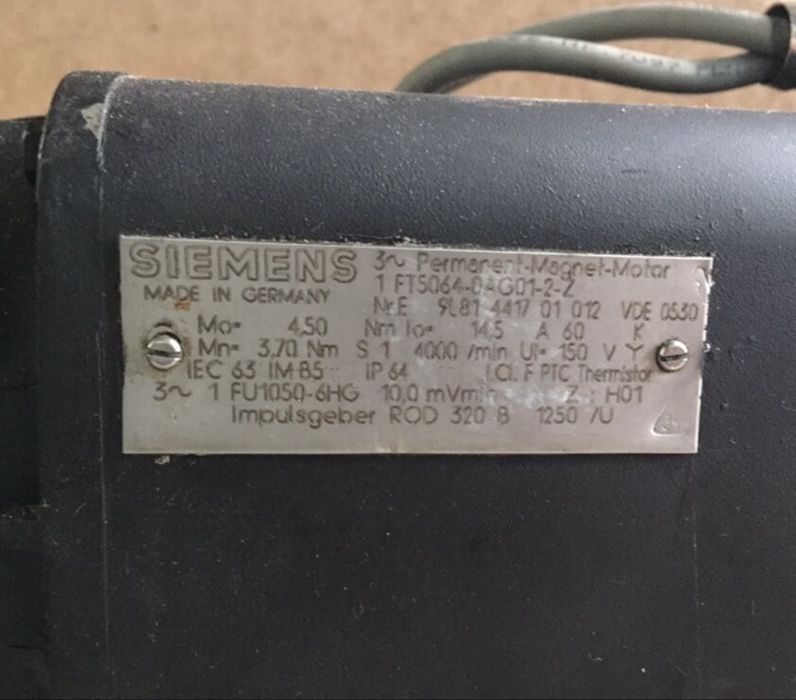 SIEMENS 3~ Permanent-Magnet-Motor
1 FT5064-0AG01-2-Z
MADE IN GERMANY
Nr.E 9L81 4417 01 012 VDE 0530
Mo= 4,50 Nm Io= 14,5 A 60 K
Mn= 3,70 Nm S 1 4000 /min UI= 150 V Y
IEC 63 IM B5 IP 64 I.Cl. F PTC Thermistor
3~ 1 FU1050-6HG 10,0 mVmin Z : H01
Impulsgeber ROD 320 B 1250 /U